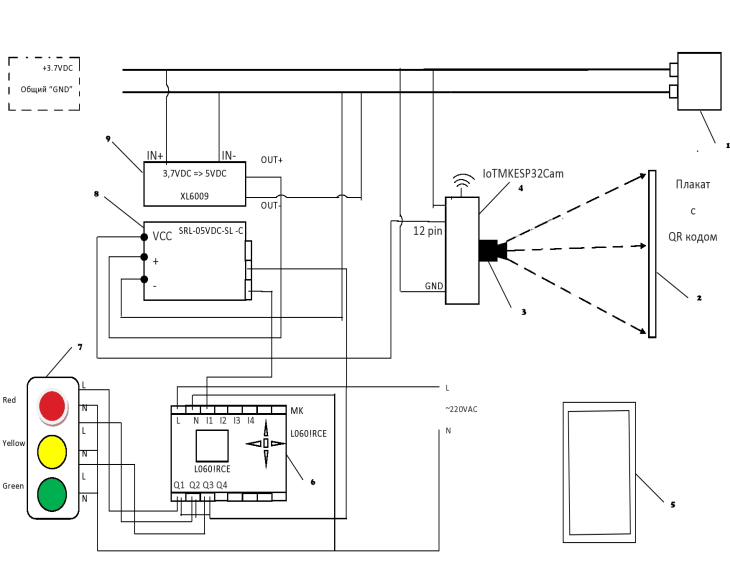 +3.7VDC
Общий "GND"
1
9
IN+ IN- OUT+
3,7VDC => 5VDC
XL6009
OUT-
IoTMKESP32Cam
4
Плакат
с
QR кодом
8
SRL-05VDC-SL -C
VCC
+
-
12 pin
GND
3
2
7
L
Red
N
L
Yellow
N
L
Green
N
L
~220VAC
N
МК
L N I1 I2 I3 I4
L060IRCE
L060IRCE
Q1 Q2 Q3 Q4
6
5